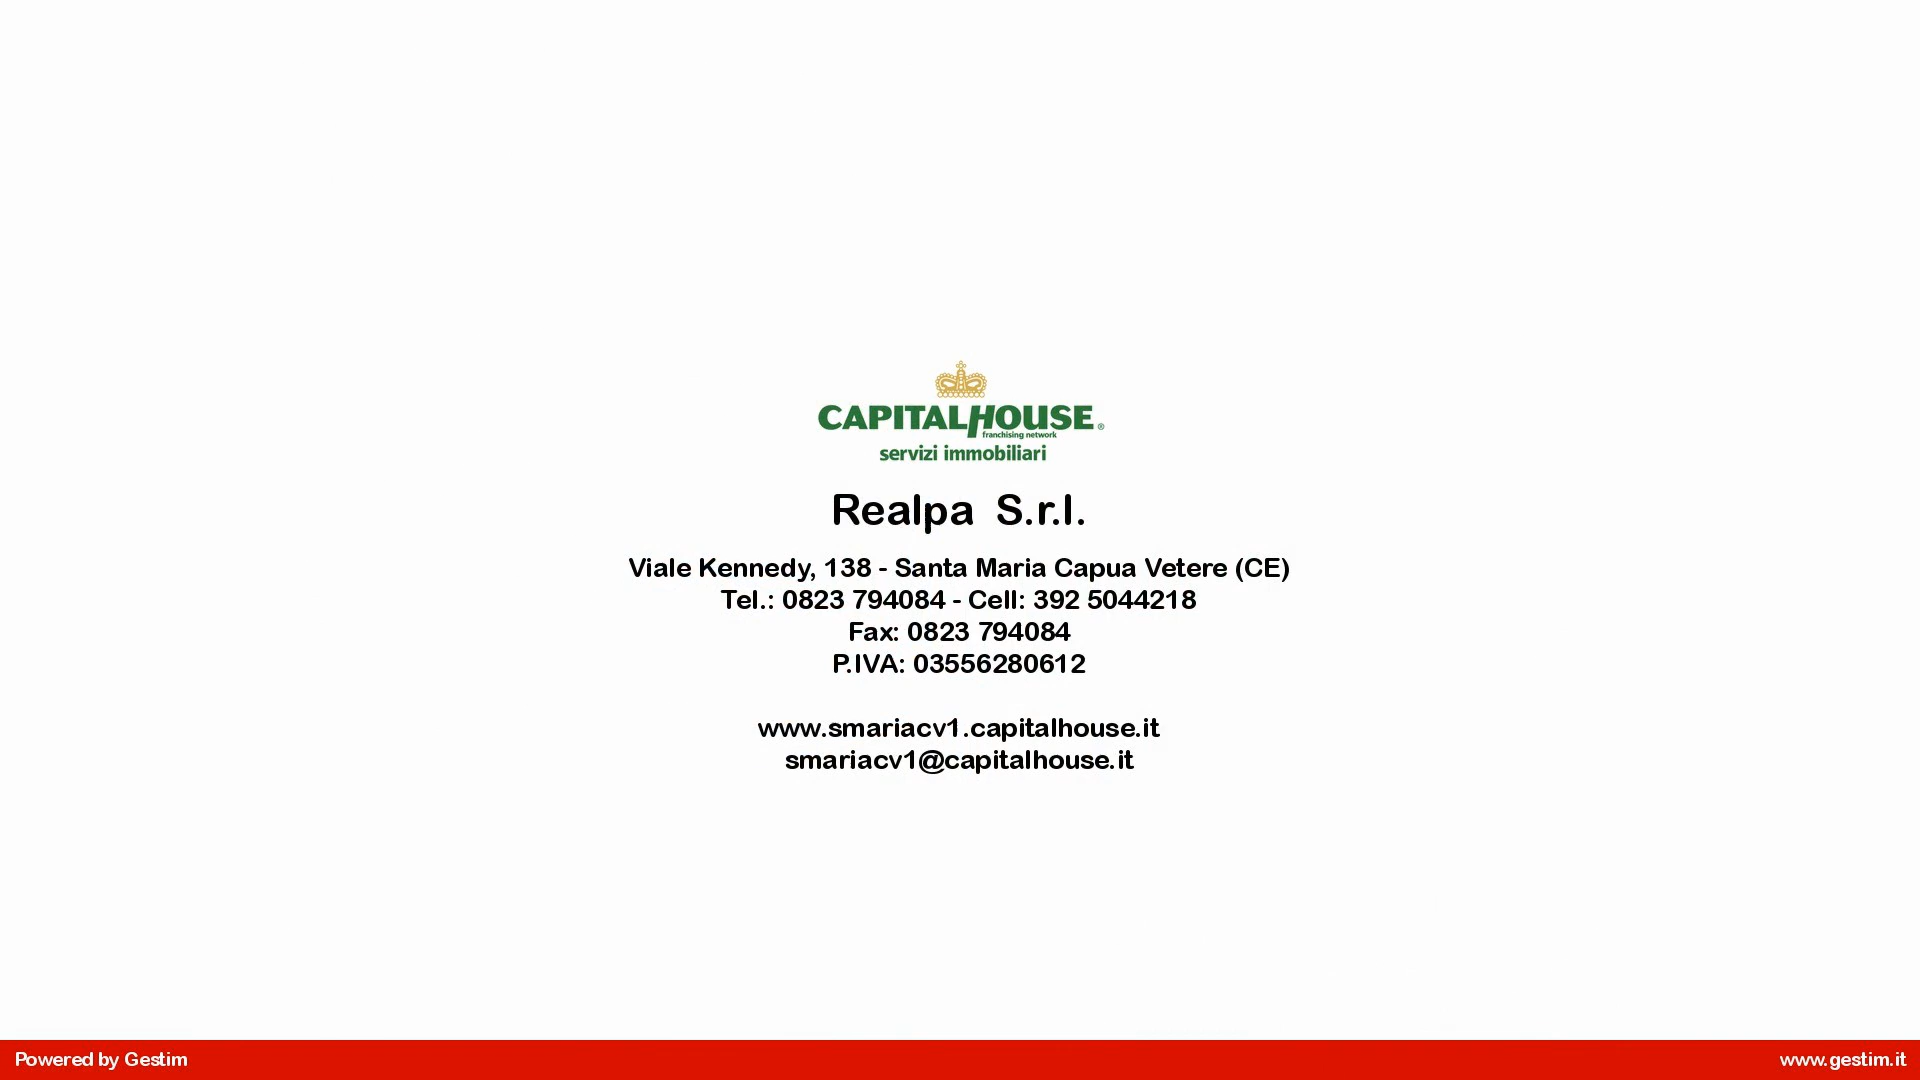 CAPITALHOUSE®
franchising network
servizi immobiliari
Realpa S.r.l.
Viale Kennedy, 138 - Santa Maria Capua Vetere (CE)
Tel.: 0823 794084 - Cell: 392 5044218
Fax: 0823 794084
P.IVA: 03556280612
www.smariacv1.capitalhouse.it
smariacv1@capitalhouse.it
Powered by Gestim
www.gestim.it